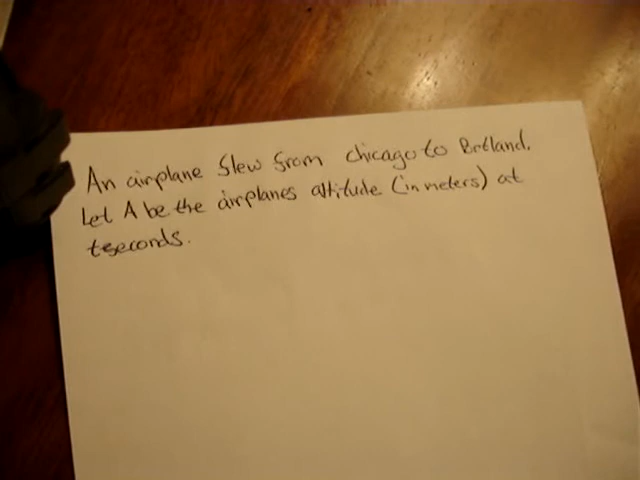 An airplane flew from chicago to Portland.
Let A be the airplanes altitude (in meters) at
t seconds.